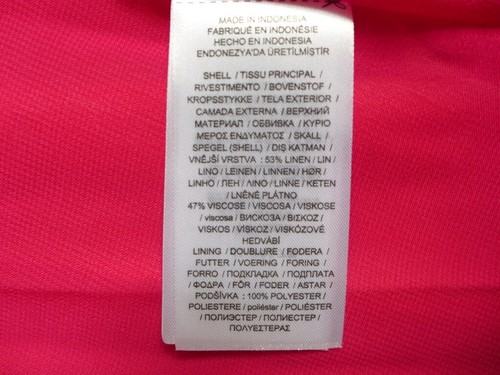 MADE IN INDONESIA
FABRIQUÉ EN INDONÉSIE
HECHO EN INDONESIA
ENDONEZYA'DA ÜRETİLMİŞTİR
SHELL / TISSU PRINCIPAL /
RIVESTIMENTO / BOVENSTOF /
KROPSSTYKKE / TELA EXTERIOR /
CAMADA EXTERNA / ВЕРХНИЙ
МАТЕРИАЛ / ОБВИВКА / ΚΥΡΙΟ
ΜΕΡΟΣ ΕΝΔΥΜΑΤΟΣ / SKALL /
SPEGEL (SHELL) / DIŞ KATMAN /
VNĚJŠÍ VRSTVA : 53% LINEN / LIN /
LINO / LEINEN / LINNEN / HØR /
LINHO / ЛЕН / ΛΙΝΟ / LINNE / KETEN
/ LNĚNÉ PLÁTNO
47% VISCOSE / VISCOSA / VISKOSE
/ viscosa / ВИСКОЗА / ΒΙΣΚΟΖ /
VISKOS / VİSKOZ / VISKÓZOVÉ
HEDVÁBÍ
LINING / DOUBLURE / FODERA /
FUTTER / VOERING / FORING /
FORRO / ПОДКЛАДКА / ПОДПЛАТА
/ ΦΟΔΡΑ / FÖR / FODER / ASTAR /
PODŠÍVKA : 100% POLYESTER /
POLIESTERE / poliéster / POLIÉSTER
/ ПОЛИЭСТЕР / ПОЛИЕСТЕР /
ΠΟΛΥΕΣΤΕΡΑΣ